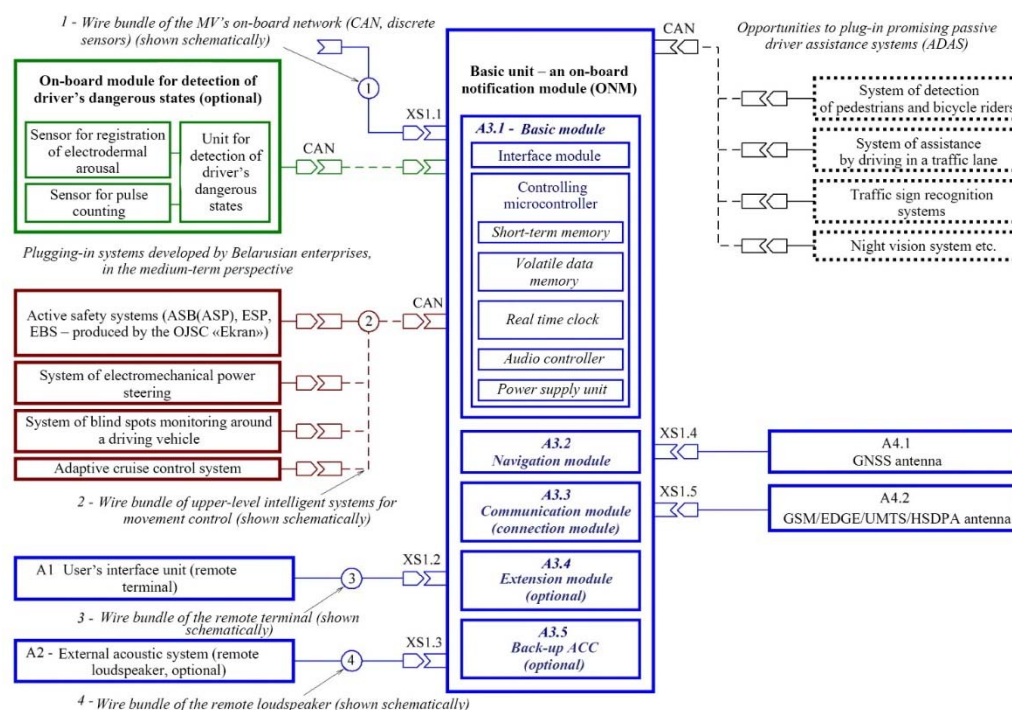 1 - Wire bundle of the MV's on-board network (CAN, discrete
sensors) (shown schematically)
1
XS1.1
On-board module for detection of
driver's dangerous states (optional)
Sensor for registration
of electrodermal
arousal
Sensor for pulse
counting
Unit for
detection of
driver's
dangerous
states
CAN
Plugging-in systems developed by Belarusian enterprises,
in the medium-term perspective
Active safety systems (ASB(ASP), ESP,
EBS – produced by the OJSC «Ekran»)
2
CAN
System of electromechanical power
steering
System of blind spots monitoring around
a driving vehicle
Adaptive cruise control system
2 - Wire bundle of upper-level intelligent systems for
movement control (shown schematically)
A1 User's interface unit (remote
terminal)
3
XS1.2
3 - Wire bundle of the remote terminal (shown
schematically)
A2 - External acoustic system (remote
loudspeaker, optional)
4
XS1.3
4 - Wire bundle of the remote loudspeaker (shown schematically)
Basic unit – an on-board
notification module (ONM)
A3.1 - Basic module
Interface module
Controlling
microcontroller
Short-term memory
Volatile data
memory
Real time clock
Audio controller
Power supply unit
A3.2
Navigation module
A3.3
Communication module
(connection module)
A3.4
Extension module
(optional)
A3.5
Back-up ACC
(optional)
CAN
Opportunities to plug-in promising passive
driver assistance systems (ADAS)
System of detection
of pedestrians and bicycle riders
System of assistance
by driving in a traffic lane
Traffic sign recognition
systems
Night vision system etc.
XS1.4
A4.1
GNSS antenna
XS1.5
A4.2
GSM/EDGE/UMTS/HSDPA antenna